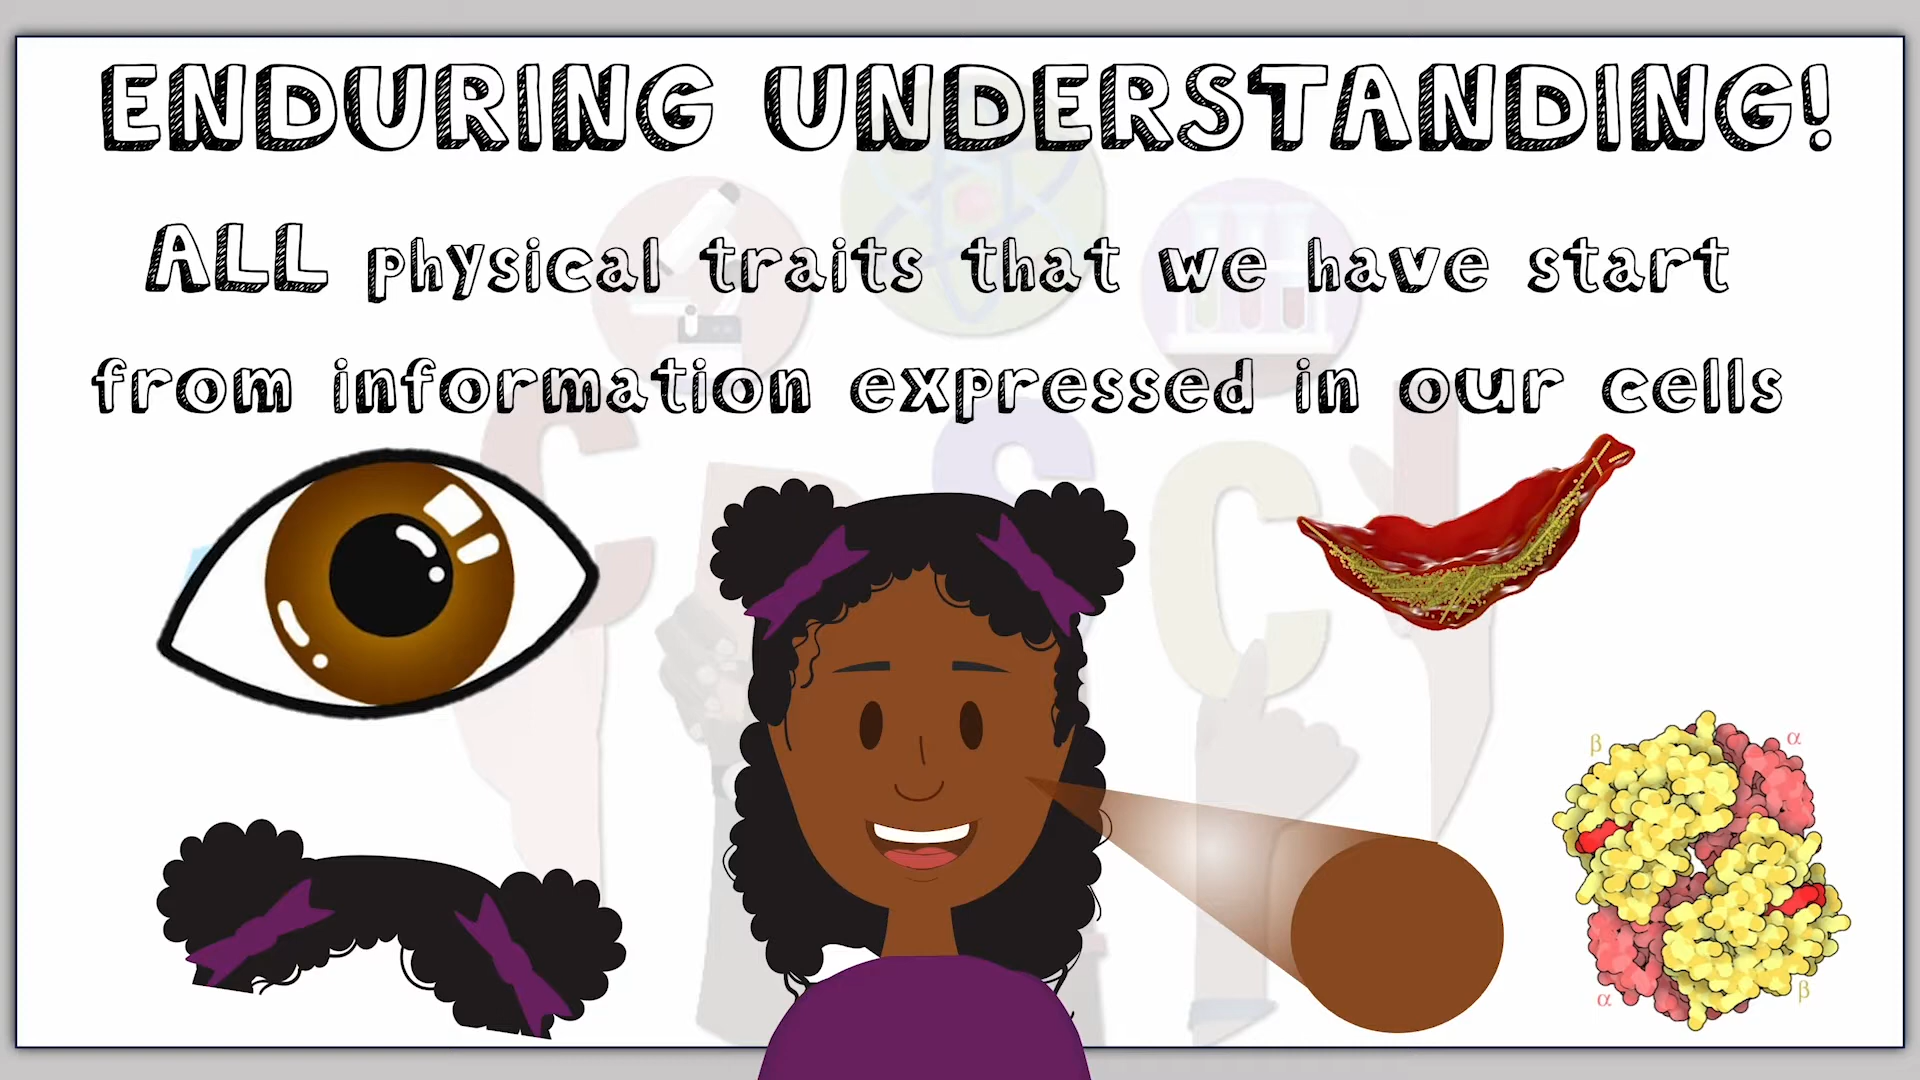 ENDURING UNDERSTANDING!
ALL physical traits that we have start
from information expressed in our cells
β
α
α
β